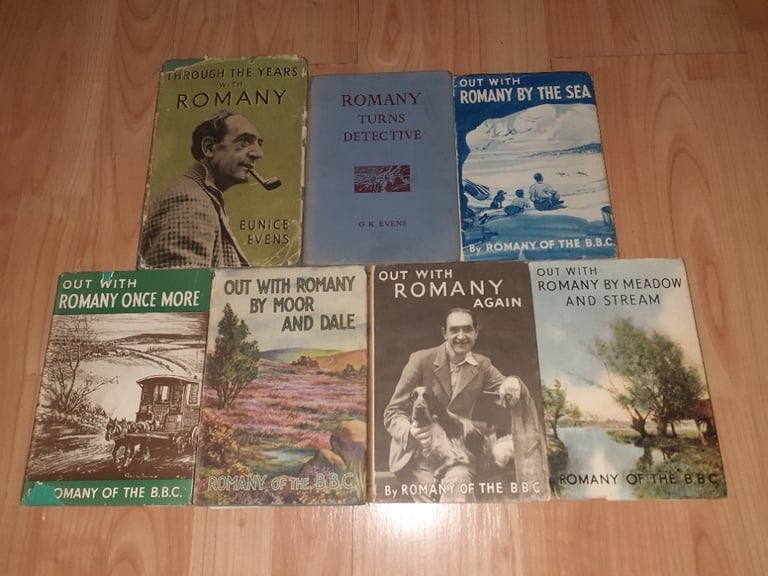 THROUGH THE YEARS
WITH
ROMANY
EUNICE
EVENS
ROMANY
TURNS
DETECTIVE
G. K. EVENS
OUT WITH
ROMANY BY THE SEA
By ROMANY OF THE B.B.C.
OUT WITH
ROMANY ONCE MORE
ROMANY OF THE B.B.C.
OUT WITH ROMANY
BY MOOR
AND DALE
ROMANY OF THE B.B.C.
OUT WITH
ROMANY
AGAIN
By ROMANY OF THE B.B.C.
OUT WITH
ROMANY BY MEADOW
AND STREAM
ROMANY OF THE B.B.C